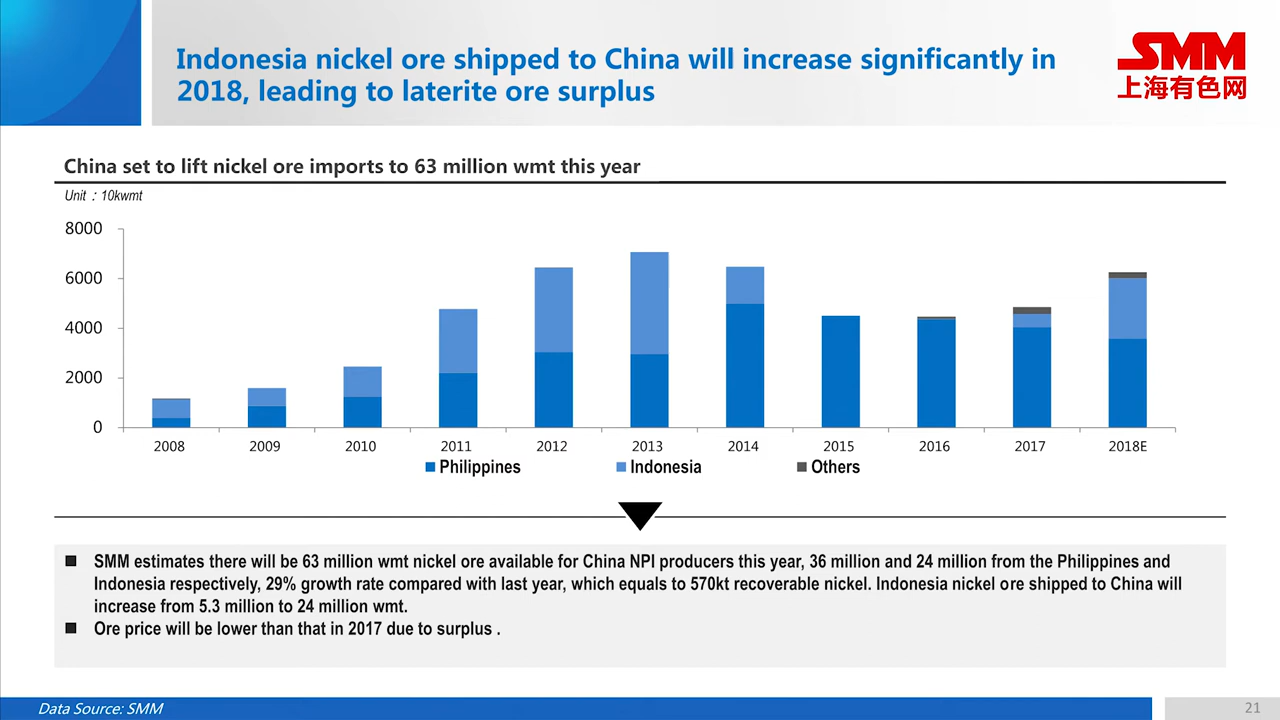 Indonesia nickel ore shipped to China will increase significantly in
2018, leading to laterite ore surplus
SMM
上海有色网
China set to lift nickel ore imports to 63 million wmt this year
Unit：10kwmt
8000
6000
4000
2000
0
2008 2009 2010 2011 2012 2013 2014 2015 2016 2017 2018E
Philippines Indonesia Others
SMM estimates there will be 63 million wmt nickel ore available for China NPI producers this year, 36 million and 24 million from the Philippines and
Indonesia respectively, 29% growth rate compared with last year, which equals to 570kt recoverable nickel. Indonesia nickel ore shipped to China will
increase from 5.3 million to 24 million wmt.
Ore price will be lower than that in 2017 due to surplus .
Data Source: SMM
21